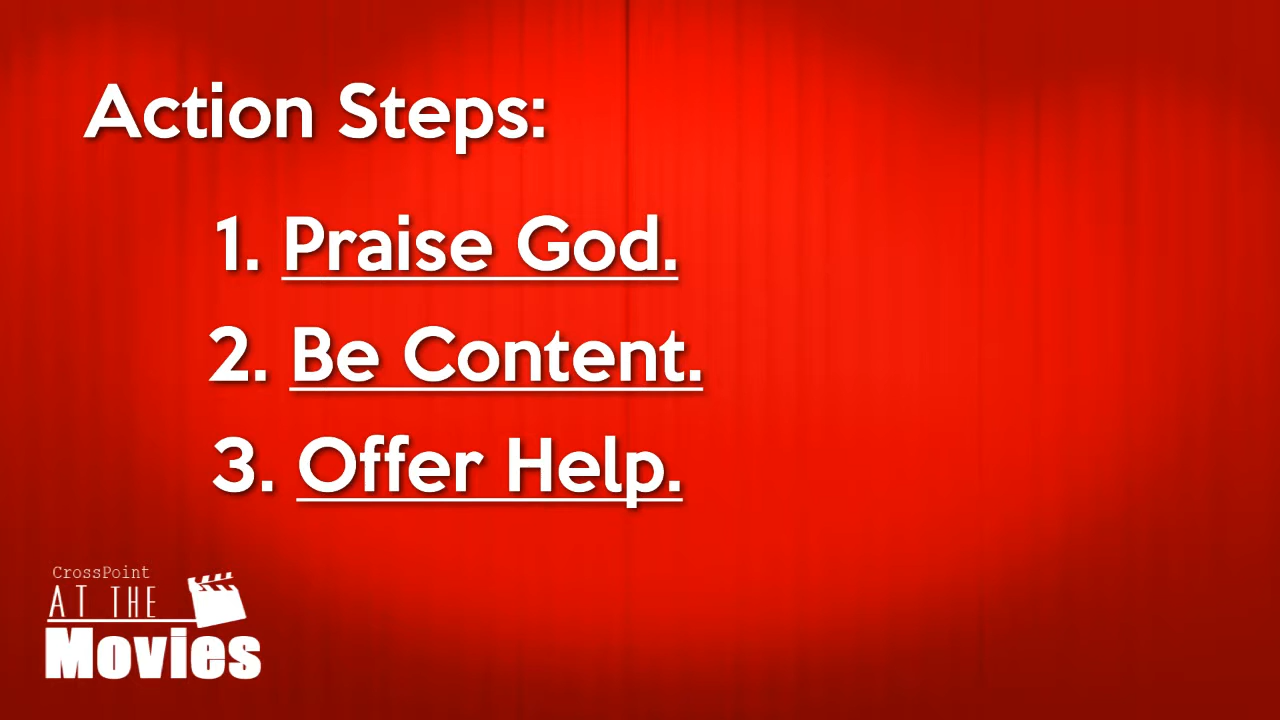 Action Steps:
1. Praise God.
2. Be Content.
3. Offer Help.
CrossPoint
AT THE
Movies